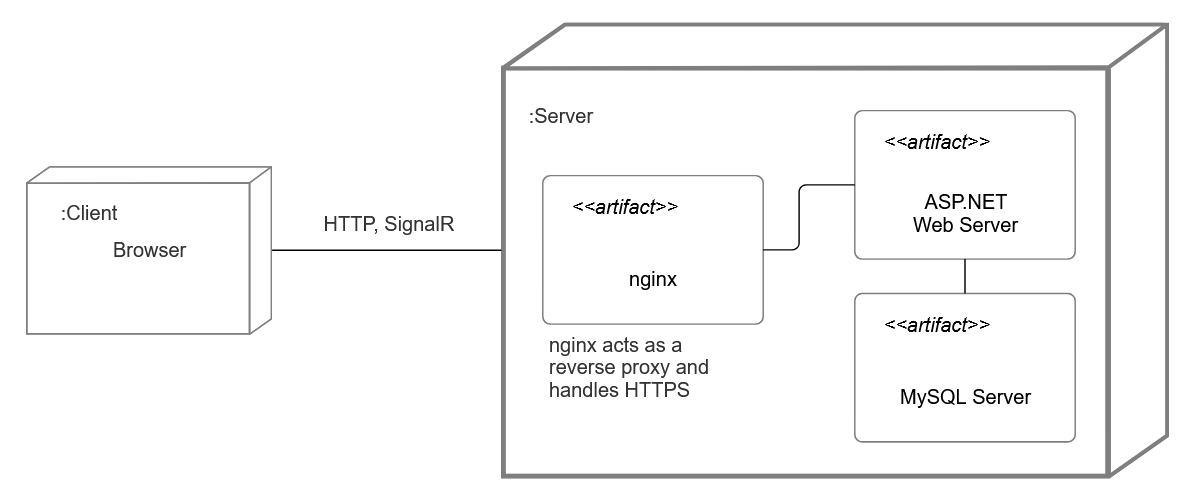 :Client
Browser
HTTP, SignalR
:Server
<<artifact>>
nginx
nginx acts as a
reverse proxy and
handles HTTPS
<<artifact>>
ASP.NET
Web Server
<<artifact>>
MySQL Server